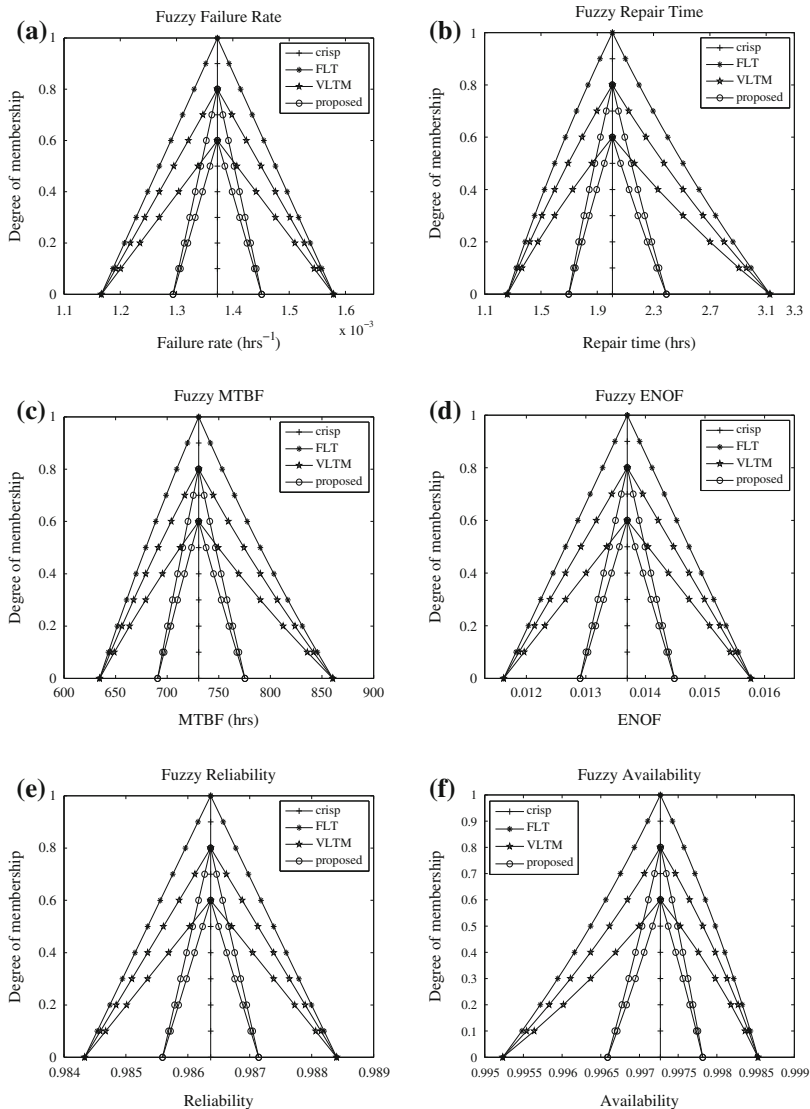 (a)
Fuzzy Failure Rate
crisp
FLT
VLTM
proposed
Degree of membership
1
0.8
0.6
0.4
0.2
0
1.1 1.2 1.3 1.4 1.5 1.6
x 10⁻³
Failure rate (hrs⁻¹)
(b)
Fuzzy Repair Time
crisp
FLT
VLTM
proposed
Degree of membership
1
0.8
0.6
0.4
0.2
0
1.1 1.5 1.9 2.3 2.7 3.1 3.3
Repair time (hrs)
(c)
Fuzzy MTBF
crisp
FLT
VLTM
proposed
Degree of membership
1
0.8
0.6
0.4
0.2
0
600 650 700 750 800 850 900
MTBF (hrs)
(d)
Fuzzy ENOF
crisp
FLT
VLTM
proposed
Degree of membership
1
0.8
0.6
0.4
0.2
0
0.012 0.013 0.014 0.015 0.016
ENOF
(e)
Fuzzy Reliability
crisp
FLT
VLTM
proposed
Degree of membership
1
0.8
0.6
0.4
0.2
0
0.984 0.985 0.986 0.987 0.988 0.989
Reliability
(f)
Fuzzy Availability
crisp
FLT
VLTM
proposed
Degree of membership
1
0.9
0.8
0.7
0.6
0.5
0.4
0.3
0.2
0.1
0
0.995 0.9955 0.996 0.9965 0.997 0.9975 0.998 0.9985 0.999
Availability